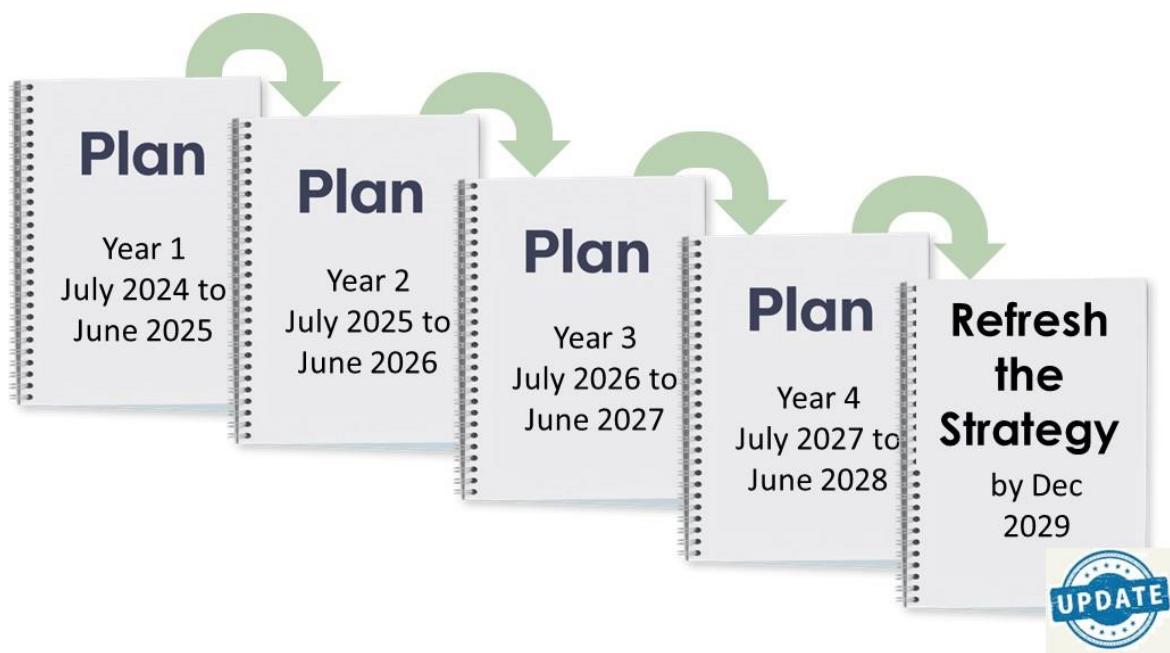 Plan
Year 1
July 2024 to
June 2025
Plan
Year 2
July 2025 to
June 2026
Plan
Year 3
July 2026 to
June 2027
Plan
Year 4
July 2027 to
June 2028
Refresh
the
Strategy
by Dec
2029
UPDATE